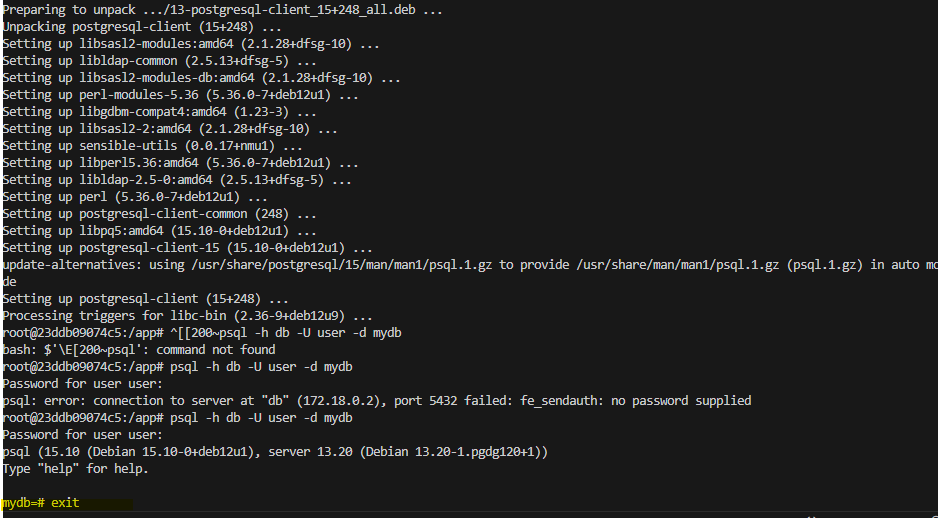 Preparing to unpack .../13-postgresql-client_15+248_all.deb ...
Unpacking postgresql-client (15+248) ...
Setting up libsasl2-modules:amd64 (2.1.28+dfsg-10) ...
Setting up libldap-common (2.5.13+dfsg-5) ...
Setting up libsasl2-modules-db:amd64 (2.1.28+dfsg-10) ...
Setting up perl-modules-5.36 (5.36.0-7+deb12u1) ...
Setting up libgdbm-compat4:amd64 (1.23-3) ...
Setting up libsasl2-2:amd64 (2.1.28+dfsg-10) ...
Setting up sensible-utils (0.0.17+nmu1) ...
Setting up libperl5.36:amd64 (5.36.0-7+deb12u1) ...
Setting up libldap-2.5-0:amd64 (2.5.13+dfsg-5) ...
Setting up perl (5.36.0-7+deb12u1) ...
Setting up postgresql-client-common (248) ...
Setting up libpq5:amd64 (15.10-0+deb12u1) ...
Setting up postgresql-client-15 (15.10-0+deb12u1) ...
update-alternatives: using /usr/share/postgresql/15/man/man1/psql.1.gz to provide /usr/share/man/man1/psql.1.gz (psql.1.gz) in auto mo
de
Setting up postgresql-client (15+248) ...
Processing triggers for libc-bin (2.36-9+deb12u9) ...
root@23ddb09074c5:/app# ^[[200~psql -h db -U user -d mydb
bash: $'\E[200~psql': command not found
root@23ddb09074c5:/app# psql -h db -U user -d mydb
Password for user user:
psql: error: connection to server at "db" (172.18.0.2), port 5432 failed: fe_sendauth: no password supplied
root@23ddb09074c5:/app# psql -h db -U user -d mydb
Password for user user:
psql (15.10 (Debian 15.10-0+deb12u1), server 13.20 (Debian 13.20-1.pgdg120+1))
Type "help" for help.
mydb=# exit